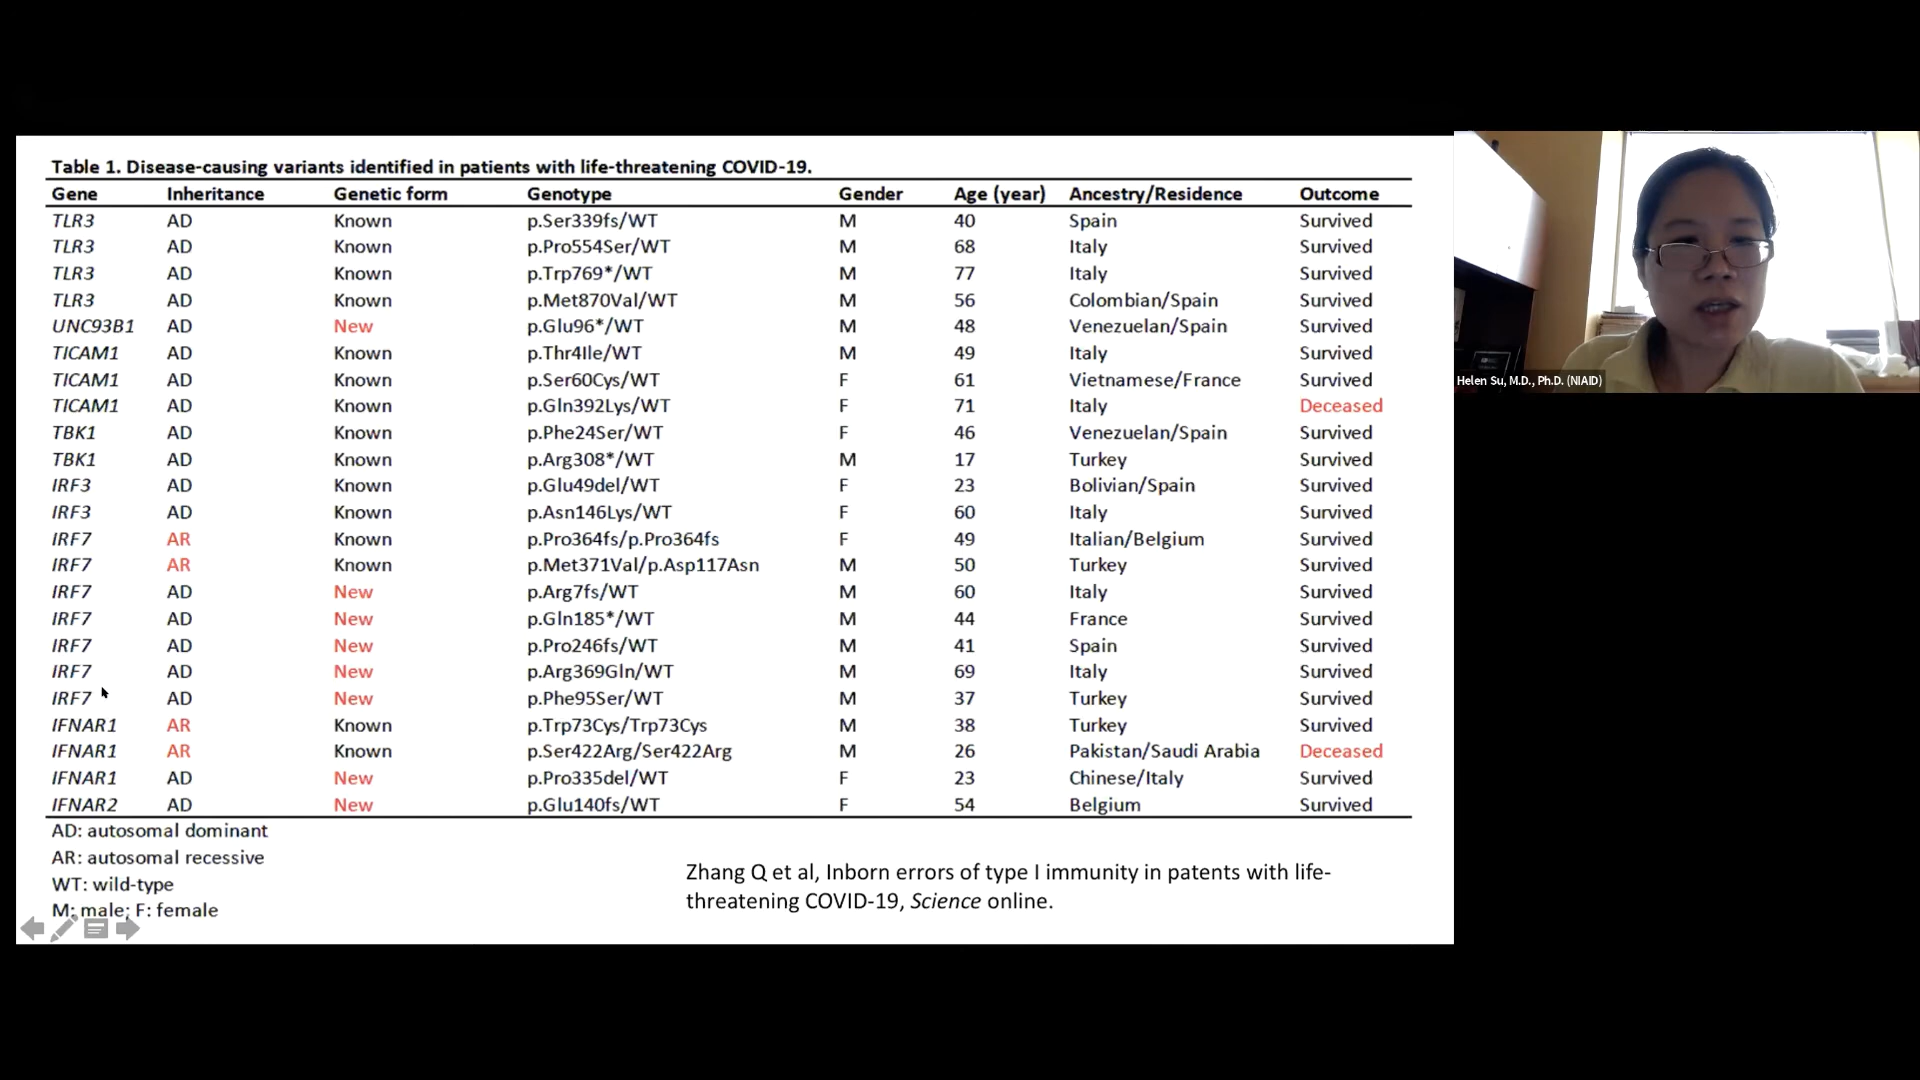 Table 1. Disease-causing variants identified in patients with life-threatening COVID-19.
Gene Inheritance Genetic form Genotype Gender Age (year) Ancestry/Residence Outcome
TLR3 AD Known p.Ser339fs/WT M 40 Spain Survived
TLR3 AD Known p.Pro554Ser/WT M 68 Italy Survived
TLR3 AD Known p.Trp769*/WT M 77 Italy Survived
TLR3 AD Known p.Met870Val/WT M 56 Colombian/Spain Survived
UNC93B1 AD New p.Glu96*/WT M 48 Venezuelan/Spain Survived
TICAM1 AD Known p.Thr4Ile/WT M 49 Italy Survived
TICAM1 AD Known p.Ser60Cys/WT F 61 Vietnamese/France Survived
TICAM1 AD Known p.Gln392Lys/WT F 71 Italy Deceased
TBK1 AD Known p.Phe24Ser/WT F 46 Venezuelan/Spain Survived
TBK1 AD Known p.Arg308*/WT M 17 Turkey Survived
IRF3 AD Known p.Glu49del/WT F 23 Bolivian/Spain Survived
IRF3 AD Known p.Asn146Lys/WT F 60 Italy Survived
IRF7 AR Known p.Pro364fs/p.Pro364fs F 49 Italian/Belgium Survived
IRF7 AR Known p.Met371Val/p.Asp117Asn M 50 Turkey Survived
IRF7 AD New p.Arg7fs/WT M 60 Italy Survived
IRF7 AD New p.Gln185*/WT M 44 France Survived
IRF7 AD New p.Pro246fs/WT M 41 Spain Survived
IRF7 AD New p.Arg369Gln/WT M 69 Italy Survived
IRF7 AD New p.Phe95Ser/WT M 37 Turkey Survived
IFNAR1 AR Known p.Trp73Cys/Trp73Cys M 38 Turkey Survived
IFNAR1 AR Known p.Ser422Arg/Ser422Arg M 26 Pakistan/Saudi Arabia Deceased
IFNAR1 AD New p.Pro335del/WT F 23 Chinese/Italy Survived
IFNAR2 AD New p.Glu140fs/WT F 54 Belgium Survived
AD: autosomal dominant
AR: autosomal recessive
WT: wild-type
M: male; F: female
Zhang Q et al, Inborn errors of type I immunity in patents with life-
threatening COVID-19, Science online.
Helen Su, M.D., Ph.D. (NIAID)